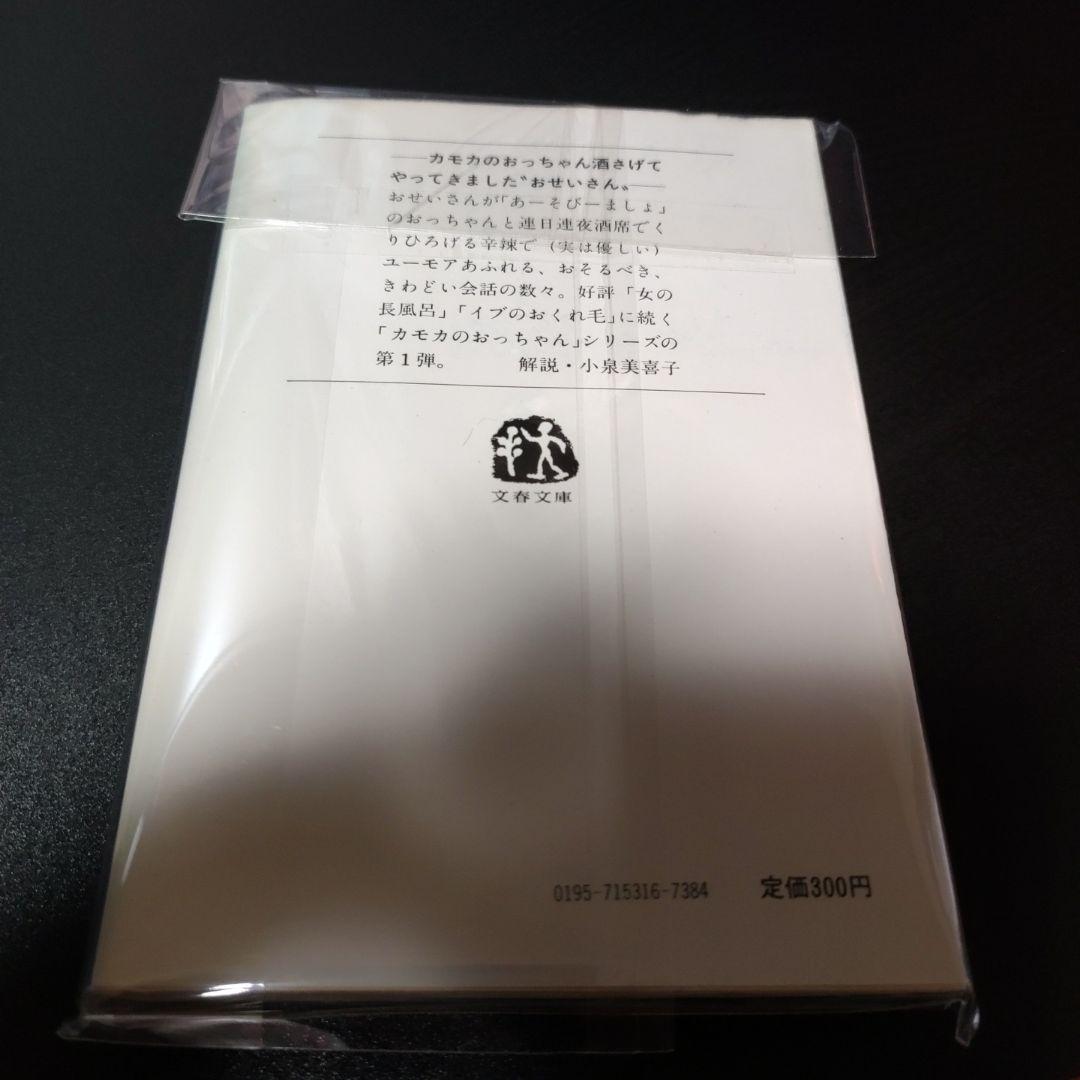 ──カモカのおっちゃん酒さげて
やってきました〝おせいさん〟──
おせいさんが「あーそびーましょ」
のおっちゃんと連日連夜酒席でく
りひろげる辛辣で（実は優しい）
ユーモアあふれる、おそるべき、
きわどい会話の数々。好評「女の
長風呂」「イブのおくれ毛」に続く
「カモカのおっちゃん」シリーズの
第1弾。　解説・小泉美喜子
文春文庫
0195-715316-7384　定価300円